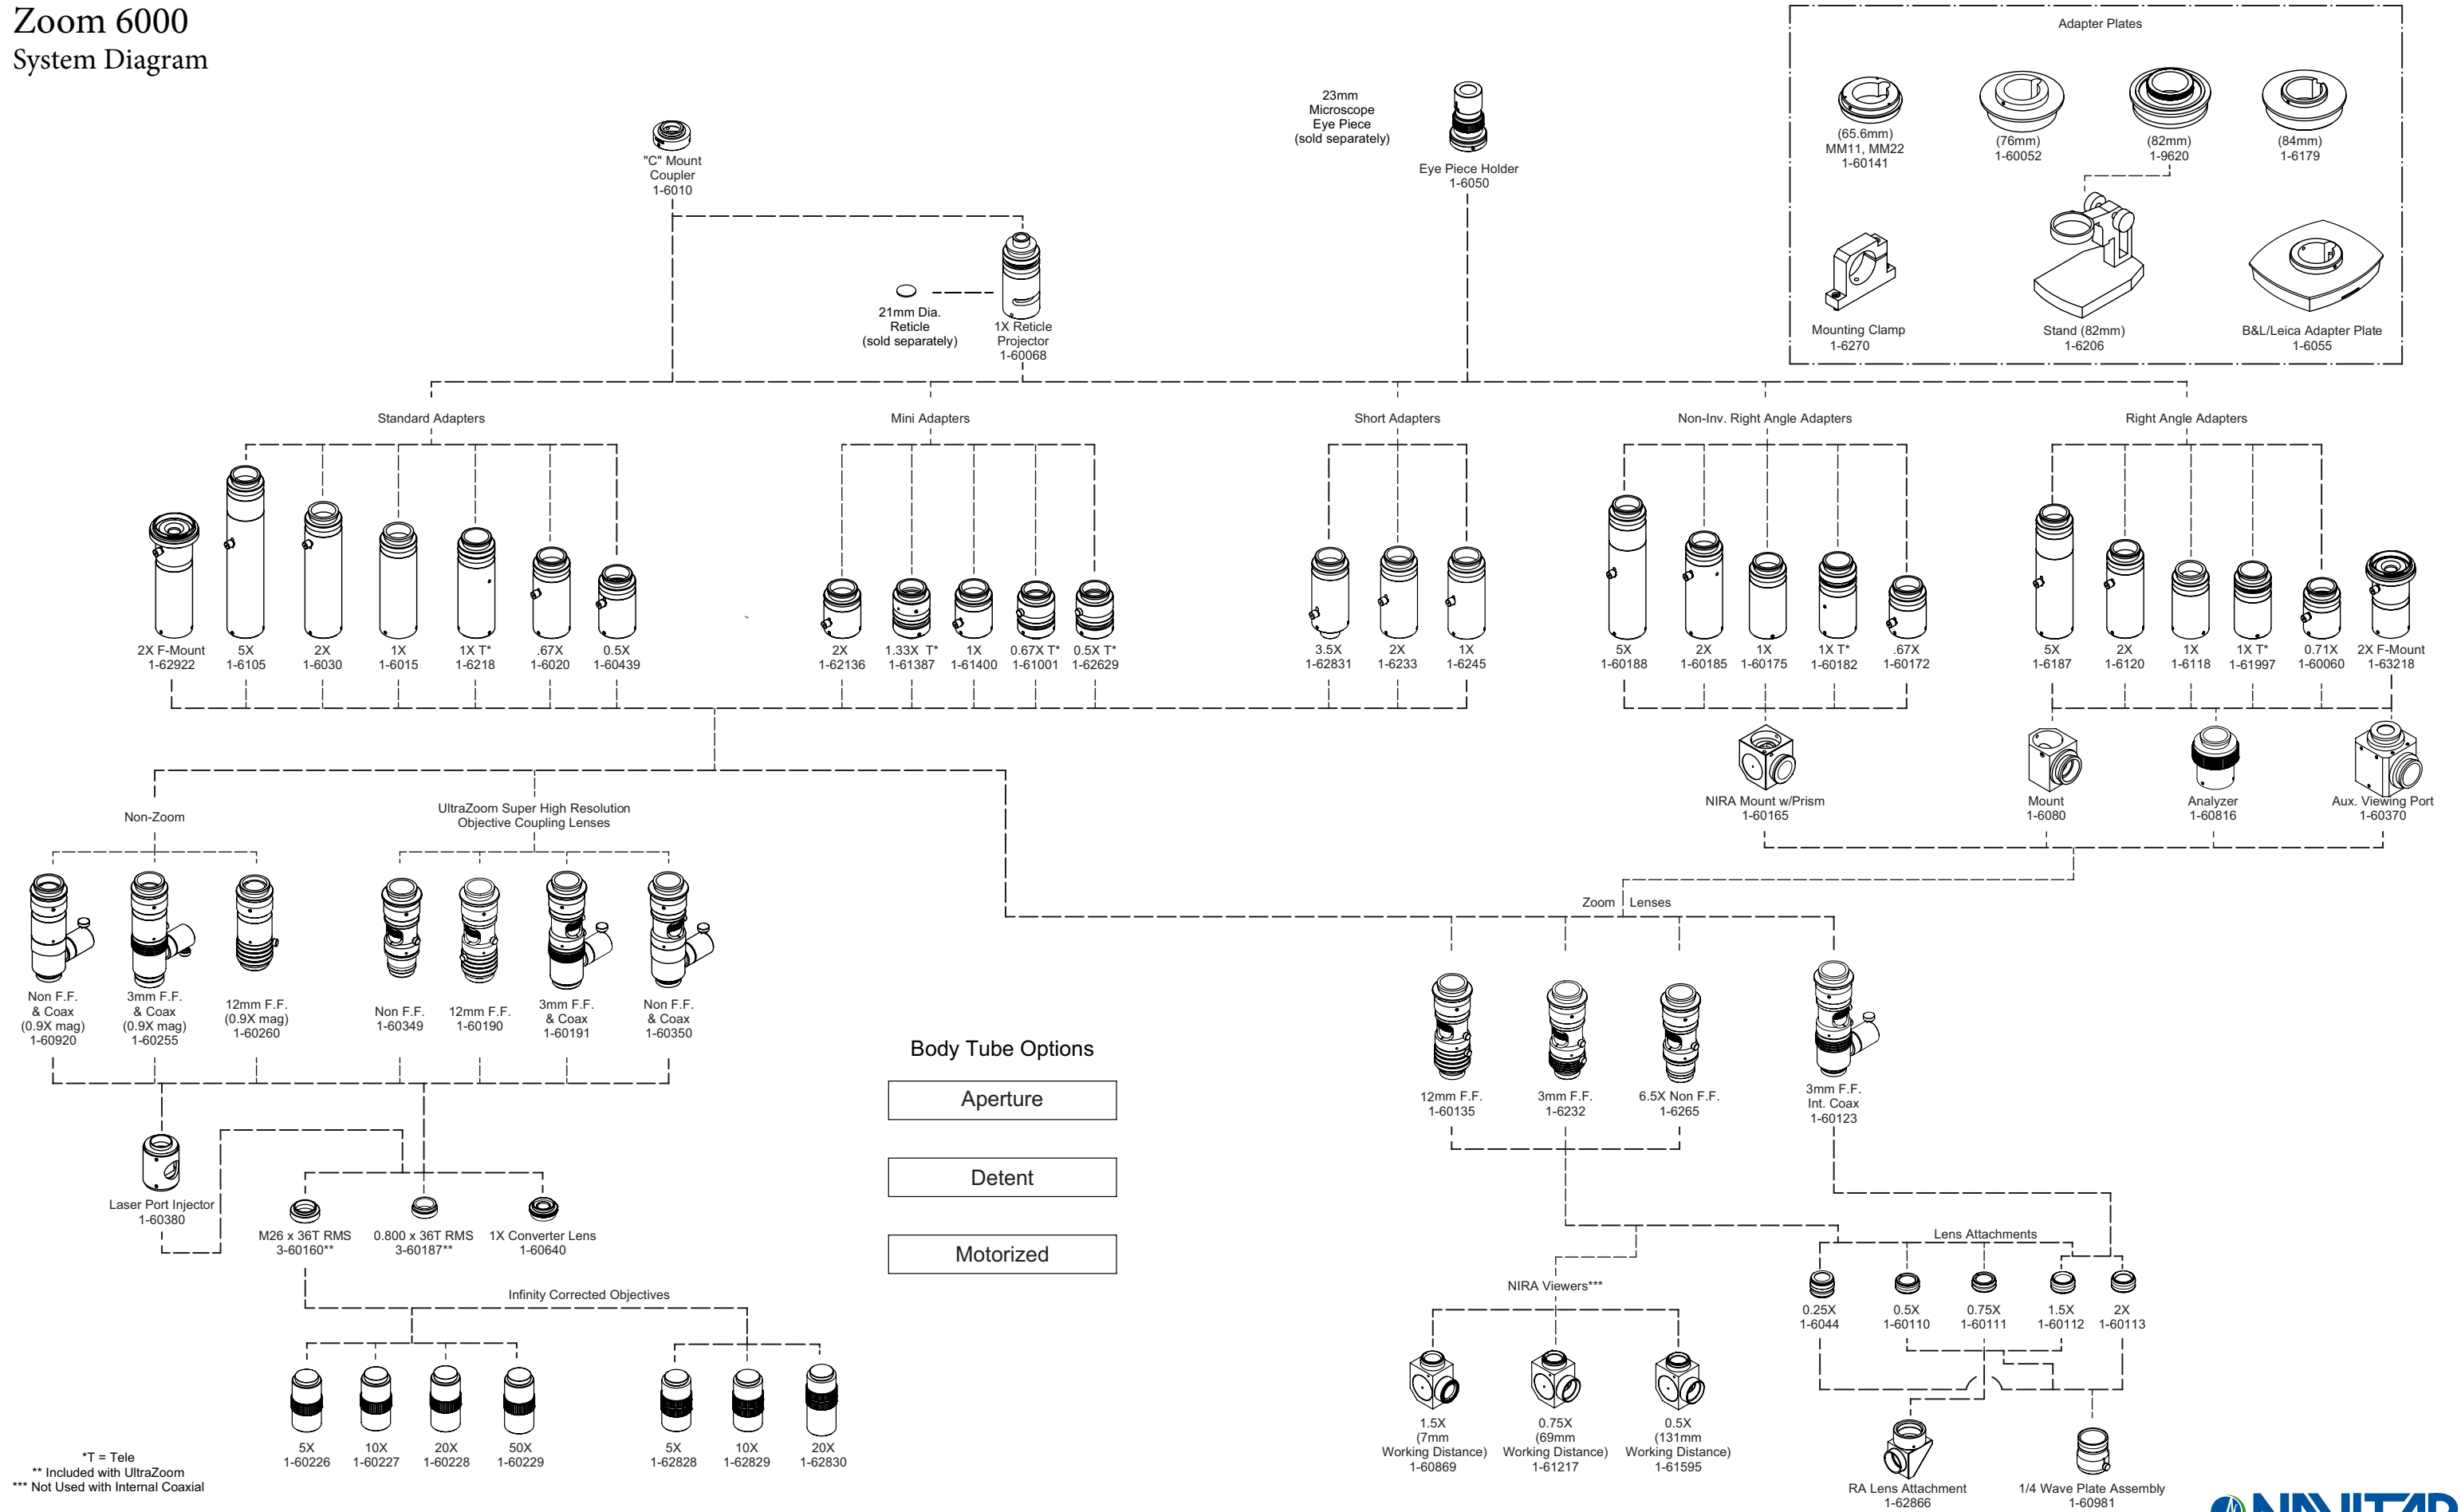 Zoom 6000
System Diagram
Adapter Plates
(65.6mm)
MM11, MM22
1-60141
(76mm)
1-60052
(82mm)
1-9620
(84mm)
1-6179
Mounting Clamp
1-6270
Stand (82mm)
1-6206
B&L/Leica Adapter Plate
1-6055
"C" Mount
Coupler
1-6010
23mm
Microscope
Eye Piece
(sold separately)
Eye Piece Holder
1-6050
21mm Dia.
Reticle
(sold separately)
1X Reticle
Projector
1-60068
Standard Adapters
Mini Adapters
Short Adapters
Non-Inv. Right Angle Adapters
Right Angle Adapters
2X F-Mount
1-62922
5X
1-6105
2X
1-6030
1X
1-6015
1X T*
1-6218
.67X
1-6020
0.5X
1-60439
2X
1-62136
1.33X T*
1-61387
1X
1-61400
0.67X T*
1-61001
0.5X T*
1-62629
3.5X
1-62831
2X
1-6233
1X
1-6245
5X
1-60188
2X
1-60185
1X
1-60175
1X T*
1-60182
.67X
1-60172
5X
1-6187
2X
1-6120
1X
1-6118
1X T*
1-61997
0.71X
1-60060
2X F-Mount
1-63218
NIRA Mount w/Prism
1-60165
Mount
1-6080
Analyzer
1-60816
Aux. Viewing Port
1-60370
Non-Zoom
UltraZoom Super High Resolution
Objective Coupling Lenses
Zoom Lenses
Non F.F.
& Coax
(0.9X mag)
1-60920
3mm F.F.
& Coax
(0.9X mag)
1-60255
12mm F.F.
(0.9X mag)
1-60260
Non F.F.
1-60349
12mm F.F.
1-60190
3mm F.F.
& Coax
1-60191
Non F.F.
& Coax
1-60350
Body Tube Options
Aperture
Detent
Motorized
12mm F.F.
1-60135
3mm F.F.
1-6232
6.5X Non F.F.
1-6265
3mm F.F.
Int. Coax
1-60123
Laser Port Injector
1-60380
M26 x 36T RMS
3-60160**
0.800 x 36T RMS
3-60187**
1X Converter Lens
1-60640
Infinity Corrected Objectives
5X
1-60226
10X
1-60227
20X
1-60228
50X
1-60229
5X
1-62828
10X
1-62829
20X
1-62830
NIRA Viewers***
1.5X
(7mm
Working Distance)
1-60869
0.75X
(69mm
Working Distance)
1-61217
0.5X
(131mm
Working Distance)
1-61595
Lens Attachments
0.25X
1-6044
0.5X
1-60110
0.75X
1-60111
1.5X
1-60112
2X
1-60113
RA Lens Attachment
1-62866
1/4 Wave Plate Assembly
1-60981
*T = Tele
** Included with UltraZoom
*** Not Used with Internal Coaxial